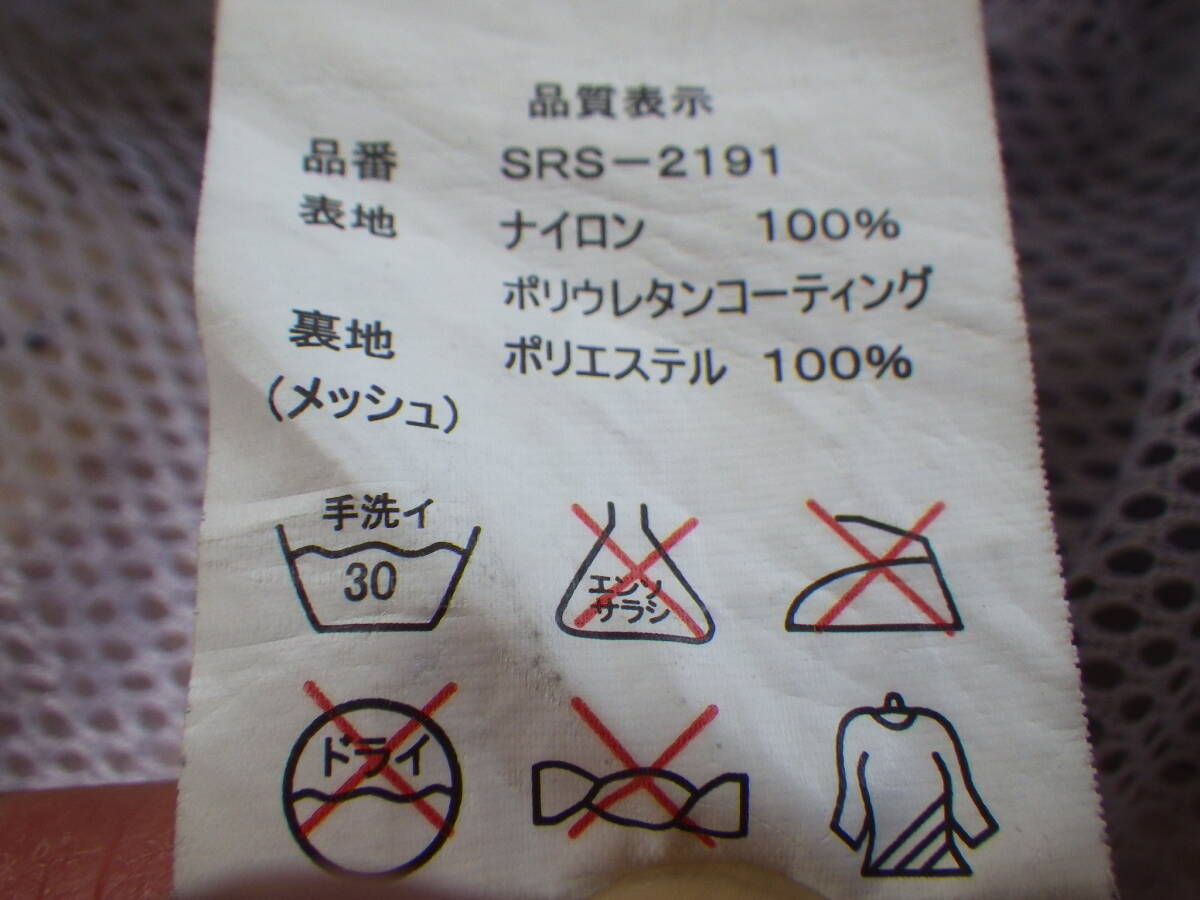 品質表示
品番 SRS－2191
表地 ナイロン 100%
ポリウレタンコーティング
裏地 ポリエステル 100%
(メッシュ)
手洗イ
30
エンソ
サラシ
ドライ